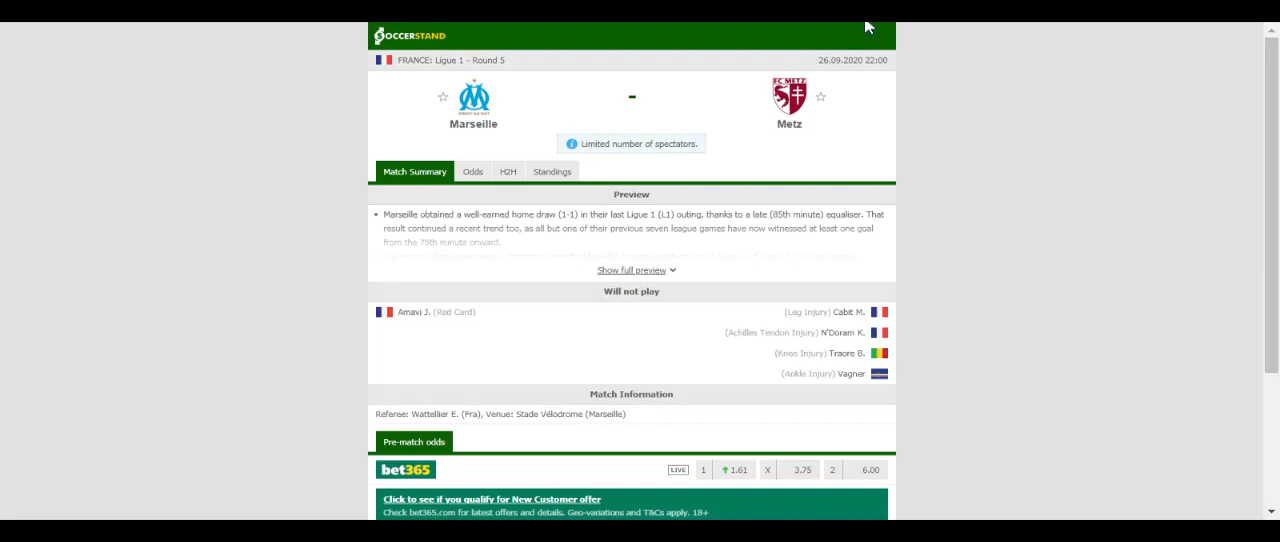 SOCCERSTAND
FRANCE: Ligue 1 - Round 5 26.09.2020 22:00
FC METZ
-
Marseille Metz
Limited number of spectators.
Match Summary Odds H2H Standings
Preview
• Marseille obtained a well-earned home draw (1-1) in their last Ligue 1 (L1) outing, thanks to a late (85th minute) equaliser. That
result continued a recent trend too, as all but one of their previous seven league games have now witnessed at least one goal
from the 75th minute onward.
Show full preview
Will not play
Amavi J. (Red Card) (Leg Injury) Cabit M.
(Achilles Tendon Injury) N'Doram K.
(Knee Injury) Traore B.
(Ankle Injury) Vagner
Match Information
Referee: Wattellier E. (Fra), Venue: Stade Vélodrome (Marseille)
Pre-match odds
bet365 LIVE 1 1.61 X 3.75 2 6.00
Click to see if you qualify for New Customer offer
Check bet365.com for latest offers and details. Geo-variations and T&Cs apply. 18+